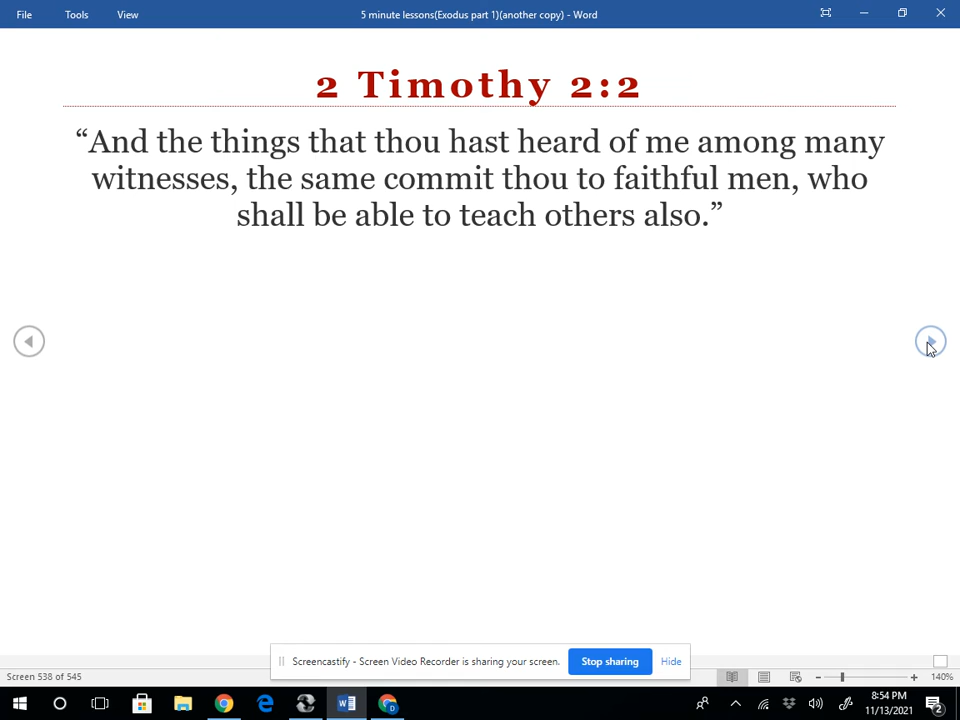 File Tools View 5 minute lessons(Exodus part 1)(another copy) - Word
2 Timothy 2:2
“And the things that thou hast heard of me among many
witnesses, the same commit thou to faithful men, who
shall be able to teach others also.”
Screencastify - Screen Video Recorder is sharing your screen. Stop sharing Hide
Screen 538 of 545 140%
8:54 PM
11/13/2021
2